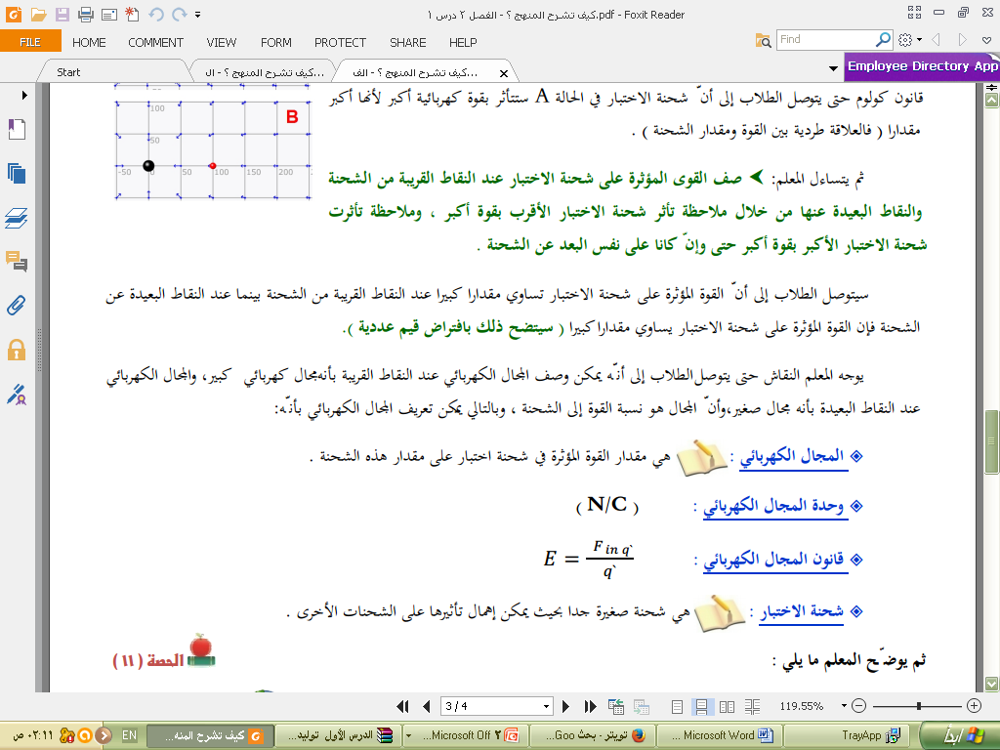 كيف تشرح المنهج ؟ - الفصل ٢ درس ١.pdf - Foxit Reader
FILE HOME COMMENT VIEW FORM PROTECT SHARE HELP
Find
Start
كيف تشرح المنهج ؟ - ال...
كيف تشرح المنهج ؟ - الف...
Employee Directory App
100
B
50
-50 0 50 100 150 200
قانون كولوم حتى يتوصل الطلاب إلى أنّ شحنة الاختبار في الحالة A ستتأثر بقوة كهربائية أكبر لأنها أكبر
مقدارا ( فالعلاقة طردية بين القوة ومقدار الشحنة ) .
ثم يتساءل المعلم: ➤ صف القوى المؤثرة على شحنة الاختبار عند النقاط القريبة من الشحنة
والنقاط البعيدة عنها من خلال ملاحظة تأثر شحنة الاختبار الأقرب بقوة أكبر ، وملاحظة تأثرت
شحنة الاختبار الأكبر بقوة أكبر حتى وإنّ كانا على نفس البعد عن الشحنة .
سيتوصل الطلاب إلى أنّ القوة المؤثرة على شحنة الاختبار تساوي مقدارا كبيرا عند النقاط القريبة من الشحنة بينما عند النقاط البعيدة عن
الشحنة فإن القوة المؤثرة على شحنة الاختبار يساوي مقداراكبيرا ( سيتضح ذلك بافتراض قيم عددية ).
يوجه المعلم النقاش حتى يتوصل الطلاب إلى أنّه يمكن وصف المجال الكهربائي عند النقاط القريبة بأنه مجال كهربائي كبير، والمجال الكهربائي
عند النقاط البعيدة بأنه مجال صغير،وأنّ المجال هو نسبة القوة إلى الشحنة ، وبالتالي يمكن تعريف المجال الكهربائي بأنّه:
المجال الكهربائي : هي مقدار القوة المؤثرة في شحنة اختبار على مقدار هذه الشحنة .
وحدة المجال الكهربائي : ( N/C )
قانون المجال الكهربائي : E = F in q` / q`
شحنة الاختبار : هي شحنة صغيرة جدا بحيث يمكن إهمال تأثيرها على الشحنات الأخرى .
الحصة ( ١١ )
ثم يوضّح المعلم ما يلي :
3 / 4
119.55%
ابدأ
TrayApp
Microsoft Word ...
تويتر - بحث Goo...
٢ Microsoft Off...
الدرس الأول توليد...
كيف تشرح المنه...
EN
٠٢:١١ ص